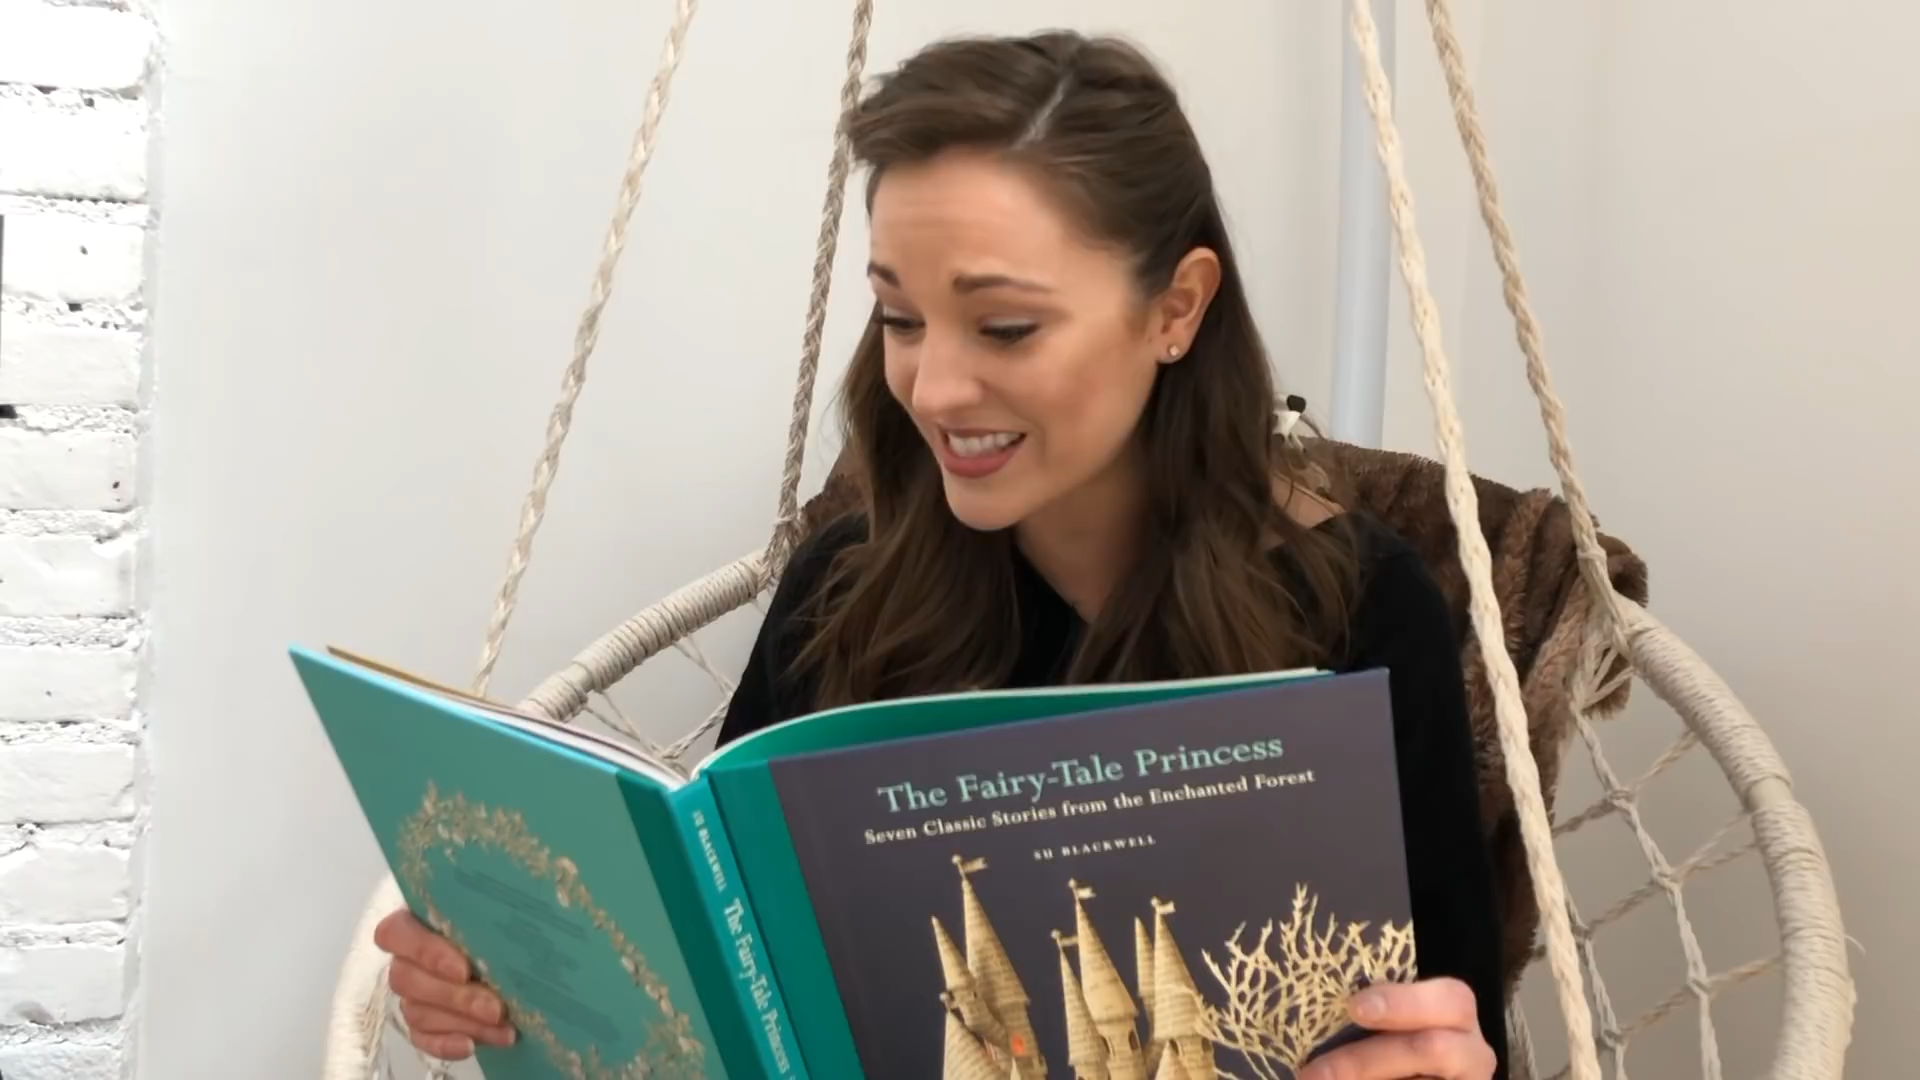 The Fairy-Tale Princess
Seven Classic Stories from the Enchanted Forest
SU BLACKWELL
SU BLACKWELL The Fairy-Tale Princess